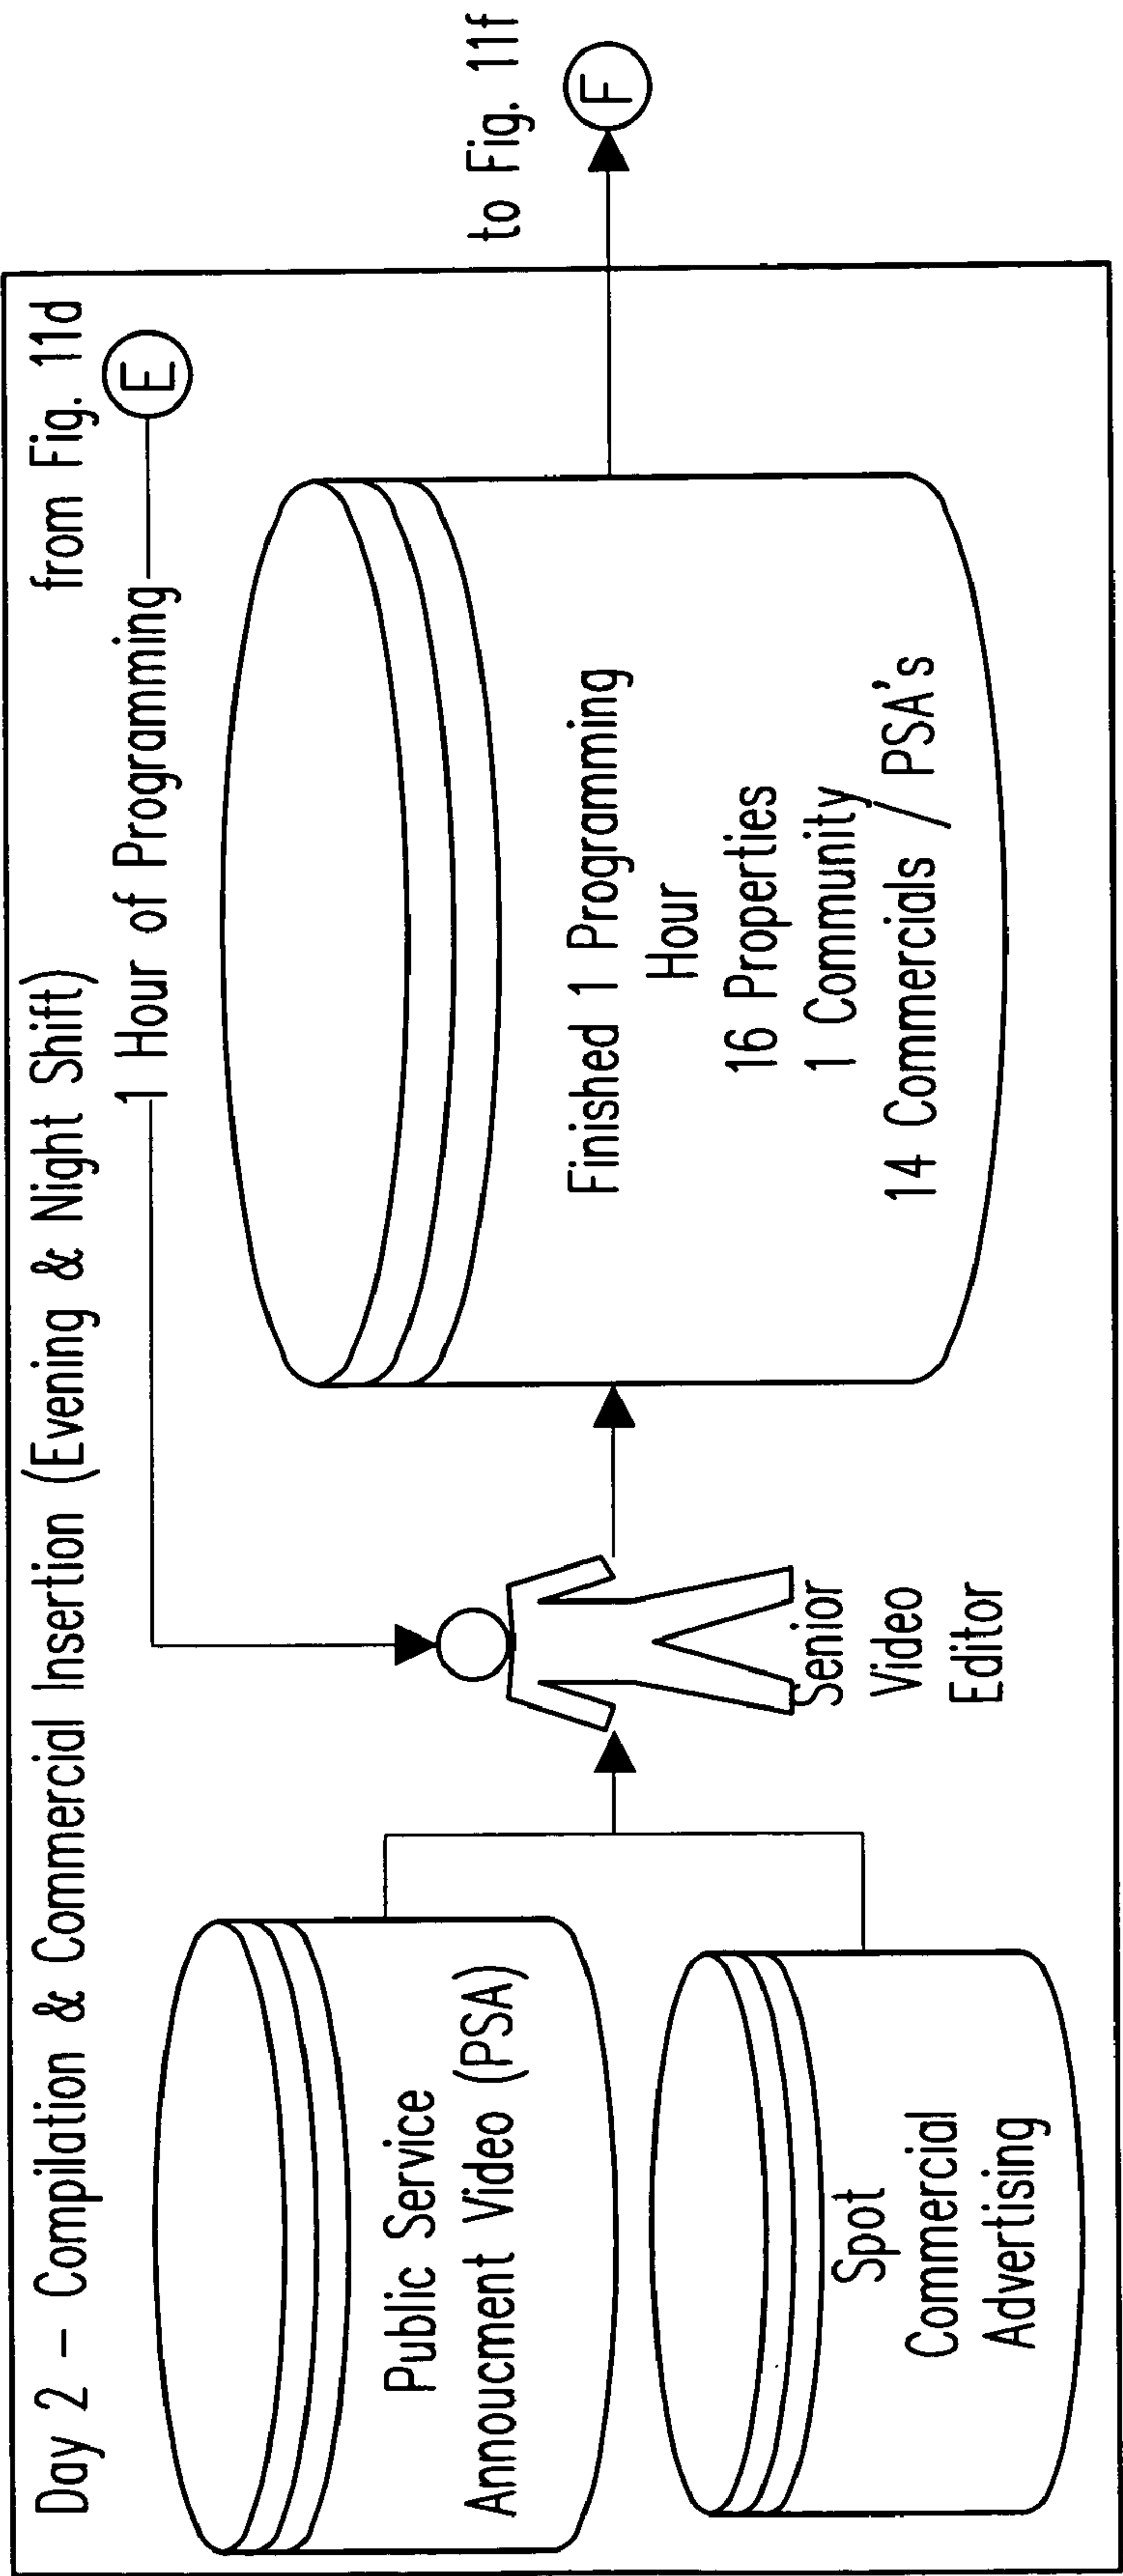 Day 2 - Compilation & Commercial Insertion (Evening & Night Shift)
from Fig. 11d
1 Hour of Programming
E
Public Service
Annoucment Video (PSA)
Spot
Commercial
Advertising
Senior
Video
Editor
Finished 1 Programming
Hour
16 Properties
1 Community
14 Commercials / PSA's
to Fig. 11f
F